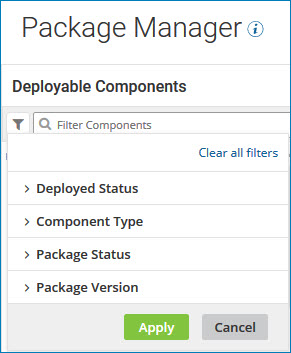 Package Manager
Deployable Components
Filter Components
Clear all filters
Deployed Status
Component Type
Package Status
Package Version
Apply Cancel